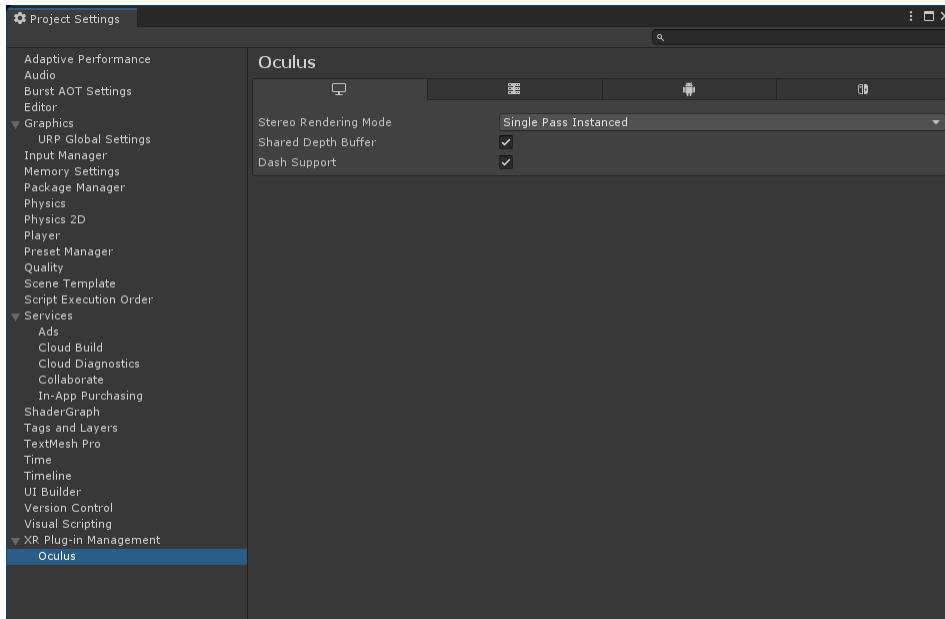 Project Settings
Adaptive Performance
Audio
Burst AOT Settings
Editor
Graphics
URP Global Settings
Input Manager
Memory Settings
Package Manager
Physics
Physics 2D
Player
Preset Manager
Quality
Scene Template
Script Execution Order
Services
Ads
Cloud Build
Cloud Diagnostics
Collaborate
In-App Purchasing
ShaderGraph
Tags and Layers
TextMesh Pro
Time
Timeline
UI Builder
Version Control
Visual Scripting
XR Plug-in Management
Oculus
Oculus
Stereo Rendering Mode Single Pass Instanced
Shared Depth Buffer
Dash Support